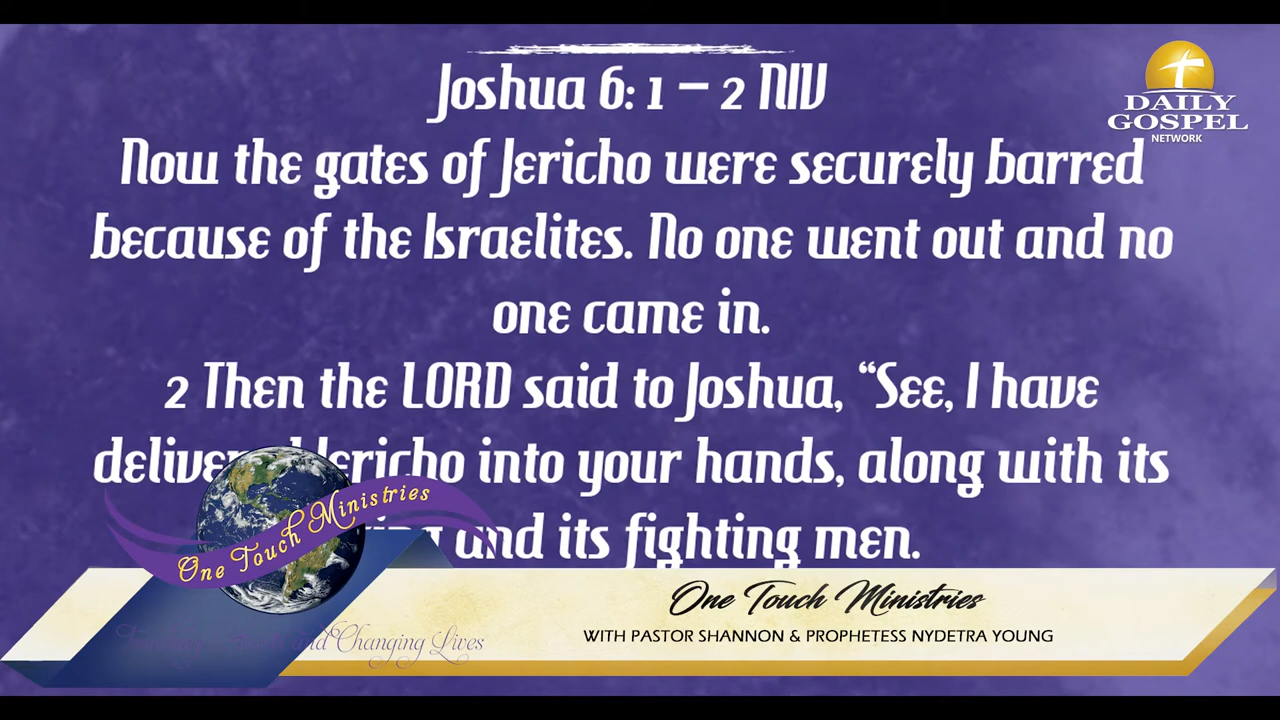 Joshua 6: 1 – 2 NIV
DAILY
GOSPEL
NETWORK
Now the gates of Jericho were securely barred
because of the Israelites. No one went out and no
one came in.
2 Then the LORD said to Joshua, “See, I have
Jericho into your hands, along with its
and its fighting men.
One Touch Ministries
One Touch Ministries
WITH PASTOR SHANNON & PROPHETESS NYDETRA YOUNG
and Changing Lives